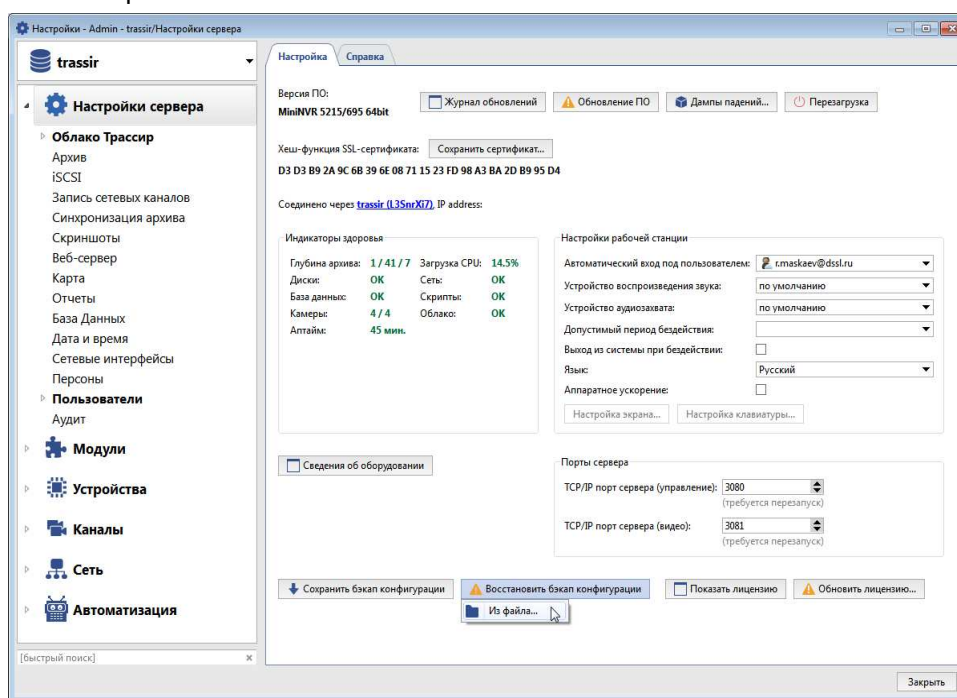 Настройки - Admin - trassir/Настройки сервера
trassir
Настройки сервера
Облако Трассир
Архив
iSCSI
Запись сетевых каналов
Синхронизация архива
Скриншоты
Веб-сервер
Карта
Отчеты
База Данных
Дата и время
Сетевые интерфейсы
Персоны
Пользователи
Аудит
Модули
Устройства
Каналы
Сеть
Автоматизация
[быстрый поиск]
Настройка Справка
Версия ПО:
MiniNVR 5215/695 64bit
Журнал обновлений Обновление ПО Дампы падений... Перезагрузка
Хеш-функция SSL-сертификата: Сохранить сертификат...
D3 D3 B9 2A 9C 6B 39 6E 08 71 15 23 FD 98 A3 BA 2D B9 95 D4
Соединено через trassir (L3SnrXi7), IP address:
Индикаторы здоровья
Глубина архива: 1 / 41 / 7 Загрузка CPU: 14.5%
Диски: OK Сеть: OK
База данных: OK Скрипты: OK
Камеры: 4 / 4 Облако: OK
Аптайм: 45 мин.
Настройки рабочей станции
Автоматический вход под пользователем: r.maskaev@dssl.ru
Устройство воспроизведения звука: по умолчанию
Устройство аудиозахвата: по умолчанию
Допустимый период бездействия:
Выход из системы при бездействии:
Язык: Русский
Аппаратное ускорение:
Настройка экрана... Настройка клавиатуры...
Сведения об оборудовании
Порты сервера
TCP/IP порт сервера (управление): 3080
(требуется перезапуск)
TCP/IP порт сервера (видео): 3081
(требуется перезапуск)
Сохранить бэкап конфигурации Восстановить бэкап конфигурации Показать лицензию Обновить лицензию...
Из файла...
Закрыть